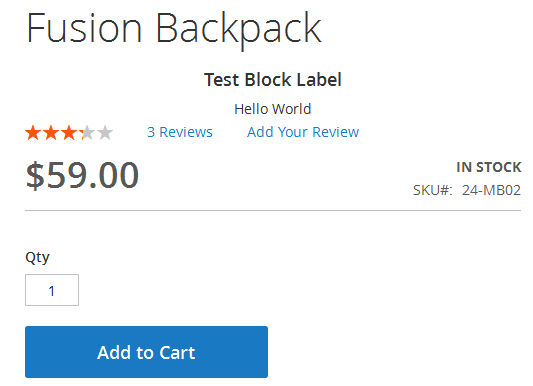 Fusion Backpack
Test Block Label
Hello World
3 Reviews Add Your Review
$59.00
IN STOCK
SKU#: 24-MB02
Qty
1
Add to Cart